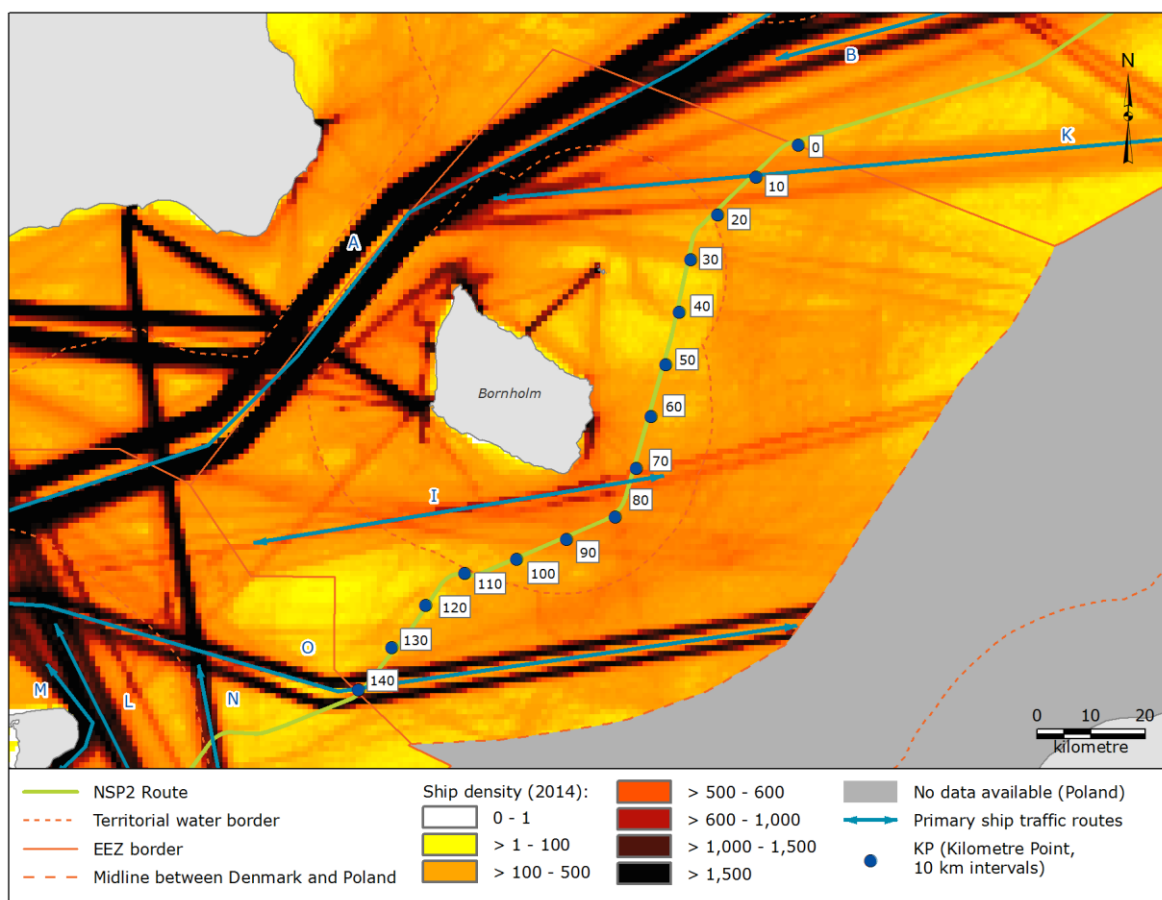 B
N
K
0
10
20
A
30
40
50
Bornholm
60
70
I
80
90
100
110
120
O
130
140
M
L
N
0 10 20
kilometre
NSP2 Route
Territorial water border
EEZ border
Midline between Denmark and Poland
Ship density (2014):
0 - 1
> 1 - 100
> 100 - 500
> 500 - 600
> 600 - 1,000
> 1,000 - 1,500
> 1,500
No data available (Poland)
Primary ship traffic routes
KP (Kilometre Point,
10 km intervals)